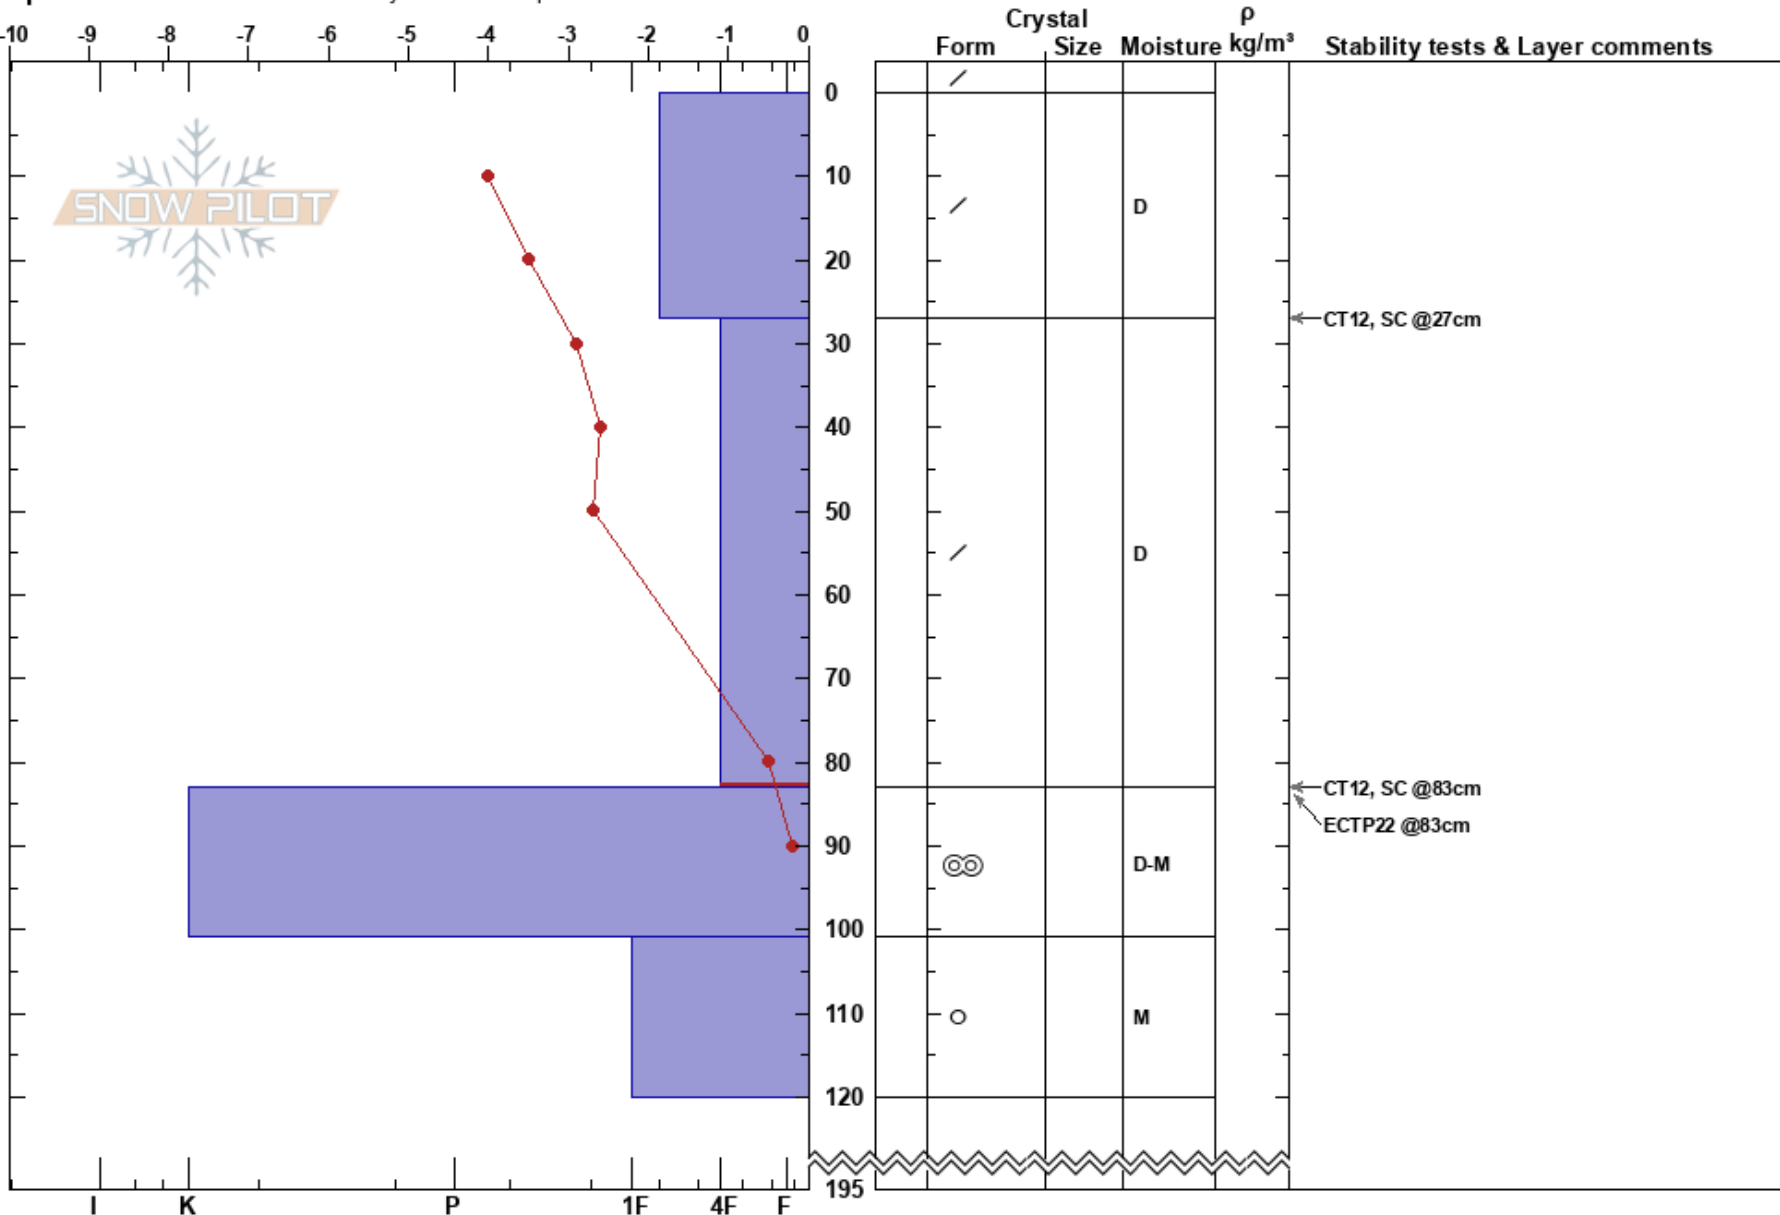 Crystal ρ
-10 -9 -8 -7 -6 -5 -4 -3 -2 -1 0
Form Size Moisture kg/m³ Stability tests & Layer comments
0
SNOW PILOT
10
D
20
CT12, SC @27cm
30
40
50
D
60
70
80
CT12, SC @83cm
ECTP22 @83cm
90
D-M
100
110
M
120
195
I K P 1F 4F F